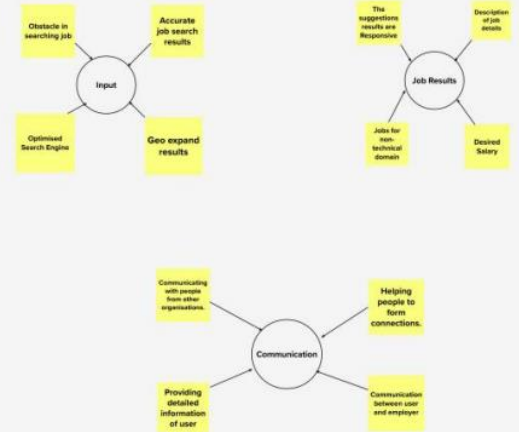 Obstacle in
searching job
Accurate
job search
results
Input
Optimised
Search Engine
Geo expand
results
The
suggestions
results are
Responsive
Description
of job
details
Job Results
Jobs for
non-
technical
domain
Desired
Salary
Communicating
with people
from other
organisations.
Helping
people to
form
connections.
Communication
Providing
detailed
information
of user
Communication
between user
and employer